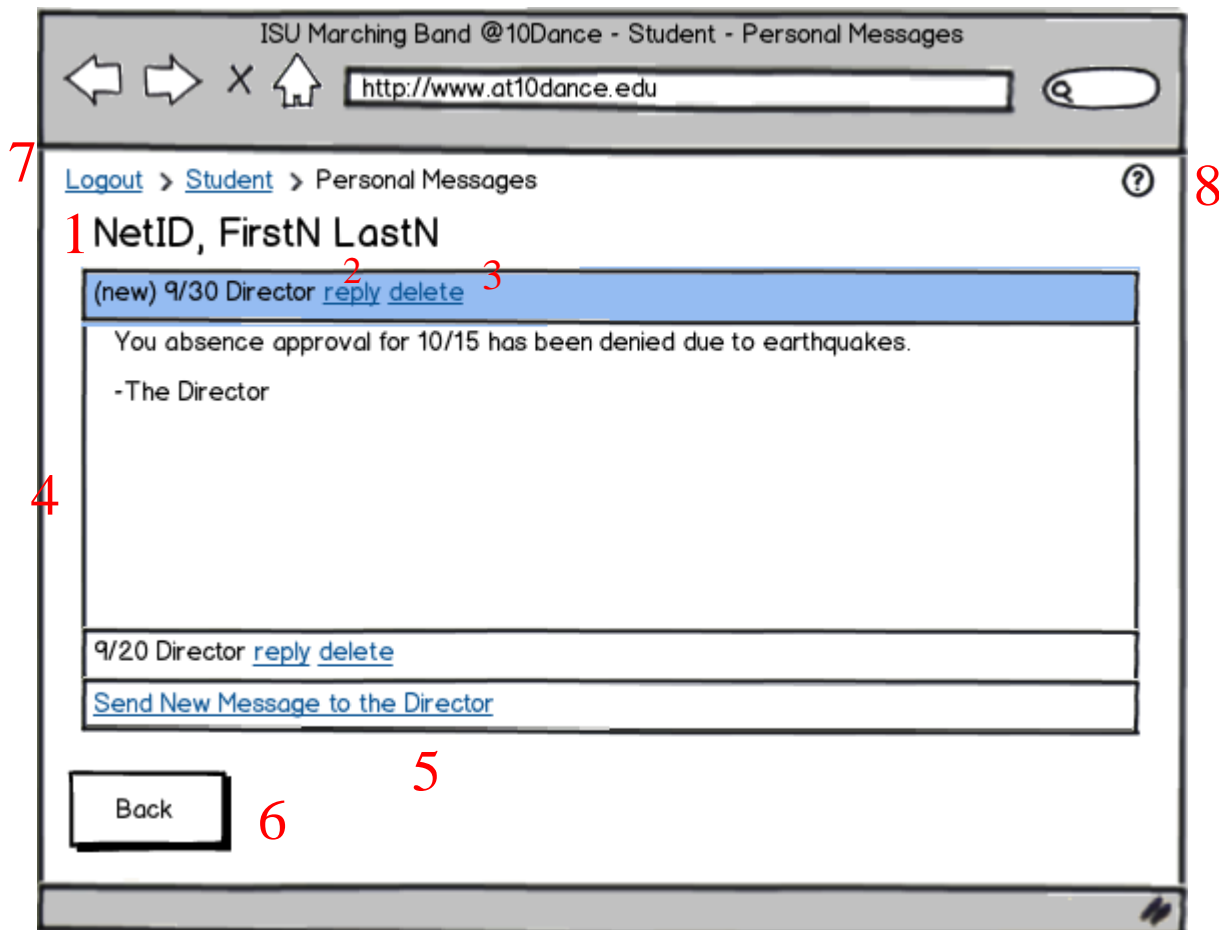 ISU Marching Band @10Dance - Student - Personal Messages
http://www.at10dance.edu
7
Logout > Student > Personal Messages
8
1 NetID, FirstN LastN
2 3
(new) 9/30 Director reply delete
You absence approval for 10/15 has been denied due to earthquakes.
-The Director
4
9/20 Director reply delete
Send New Message to the Director
5
Back 6